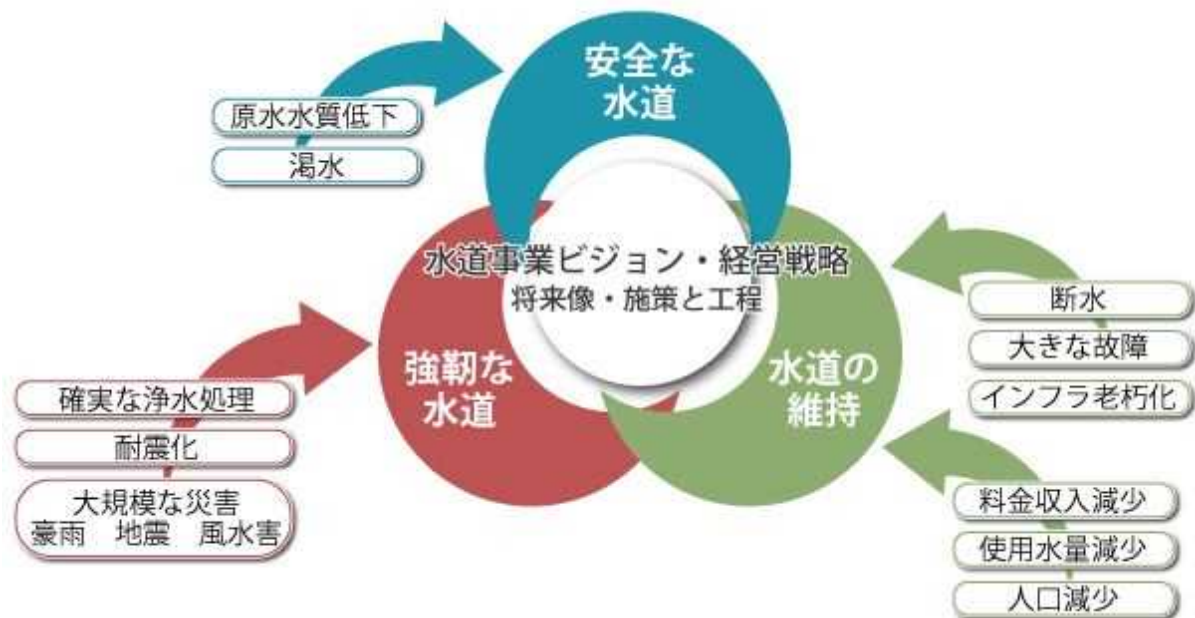 安全な
水道
原水水質低下
渇水
水道事業ビジョン・経営戦略
将来像・施策と工程
強靭な
水道
水道の
維持
断水
大きな故障
インフラ老朽化
確実な浄水処理
耐震化
大規模な災害
豪雨 地震 風水害
料金収入減少
使用水量減少
人口減少